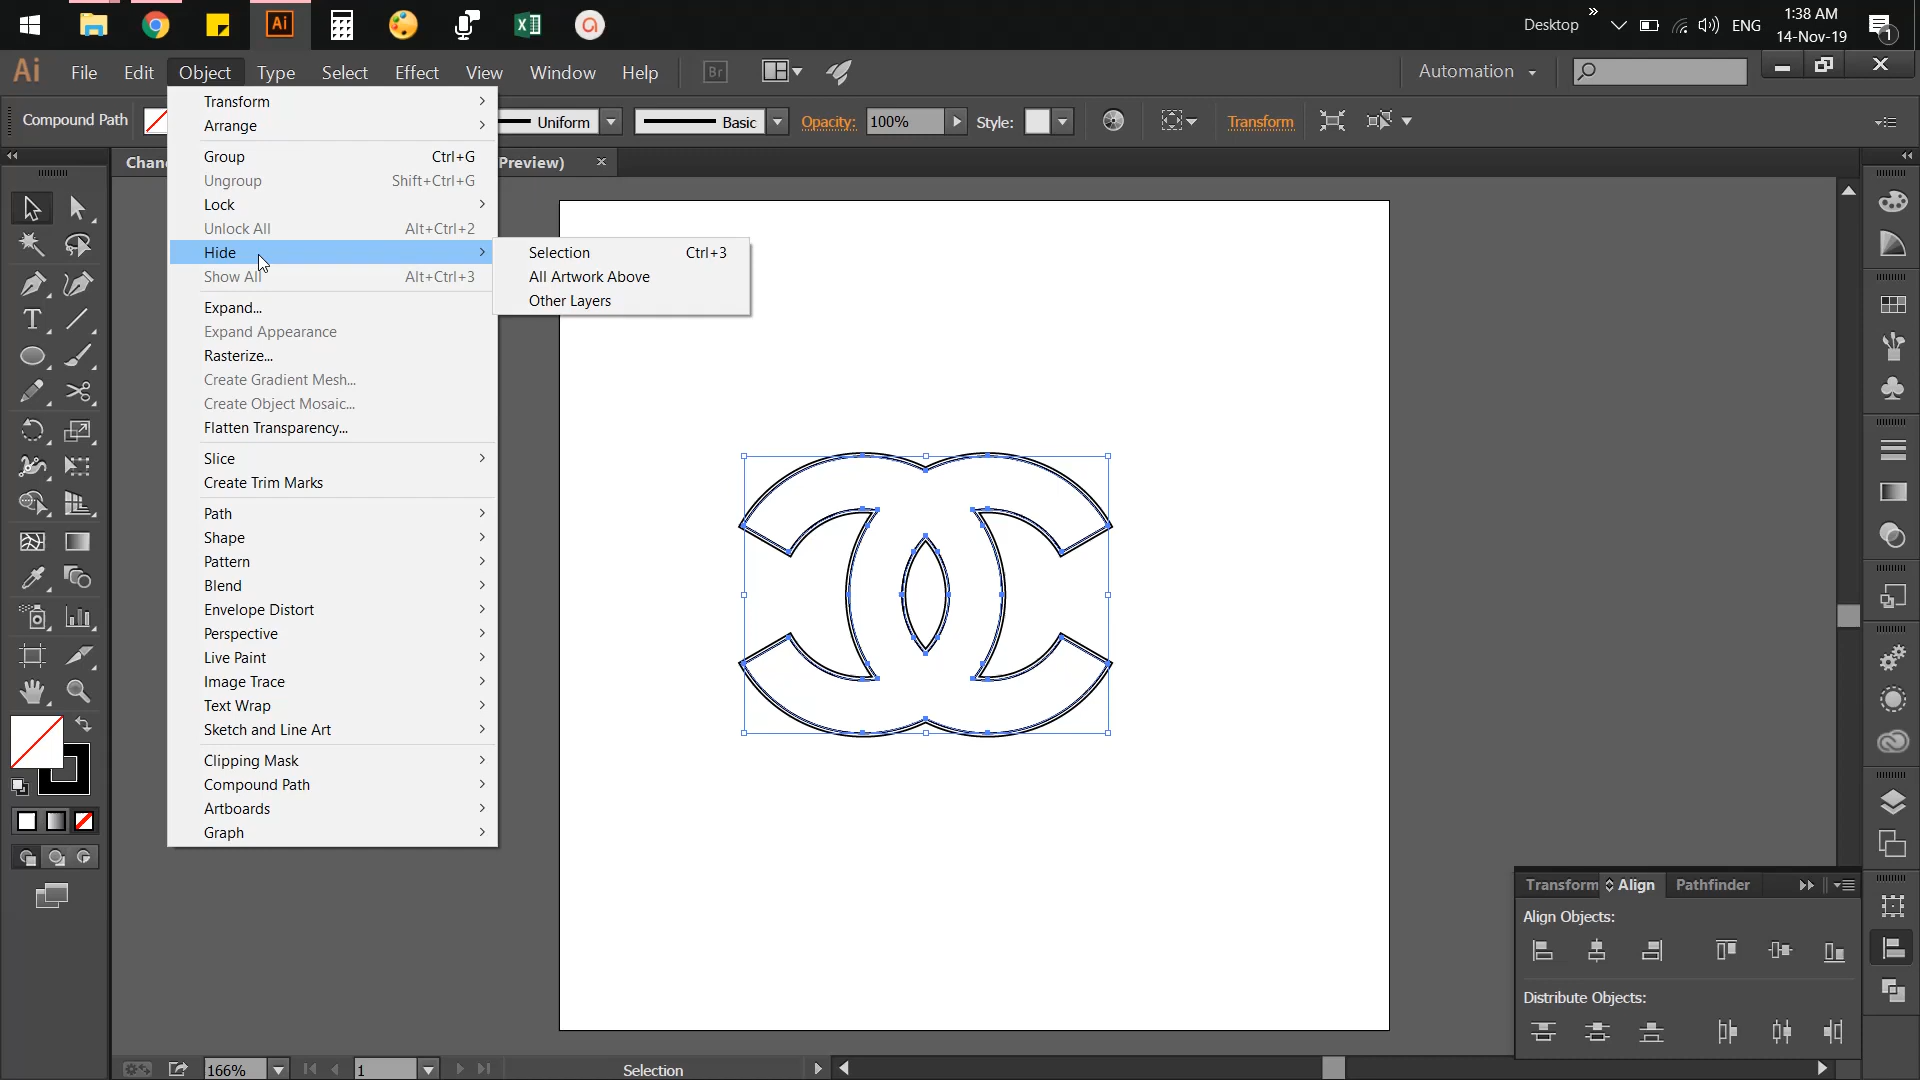 Desktop
ENG
1:38 AM
14-Nov-19
1
Ai
Ai File Edit Object Type Select Effect View Window Help Br Automation
Compound Path Uniform Basic Opacity: 100% Style: Transform
Chan Preview)
Transform
Arrange
Group Ctrl+G
Ungroup Shift+Ctrl+G
Lock
Unlock All Alt+Ctrl+2
Hide
Show All Alt+Ctrl+3
Expand...
Expand Appearance
Rasterize...
Create Gradient Mesh...
Create Object Mosaic...
Flatten Transparency...
Slice
Create Trim Marks
Path
Shape
Pattern
Blend
Envelope Distort
Perspective
Live Paint
Image Trace
Text Wrap
Sketch and Line Art
Clipping Mask
Compound Path
Artboards
Graph
Selection Ctrl+3
All Artwork Above
Other Layers
Transform Align Pathfinder
Align Objects:
Distribute Objects:
166% 1 Selection